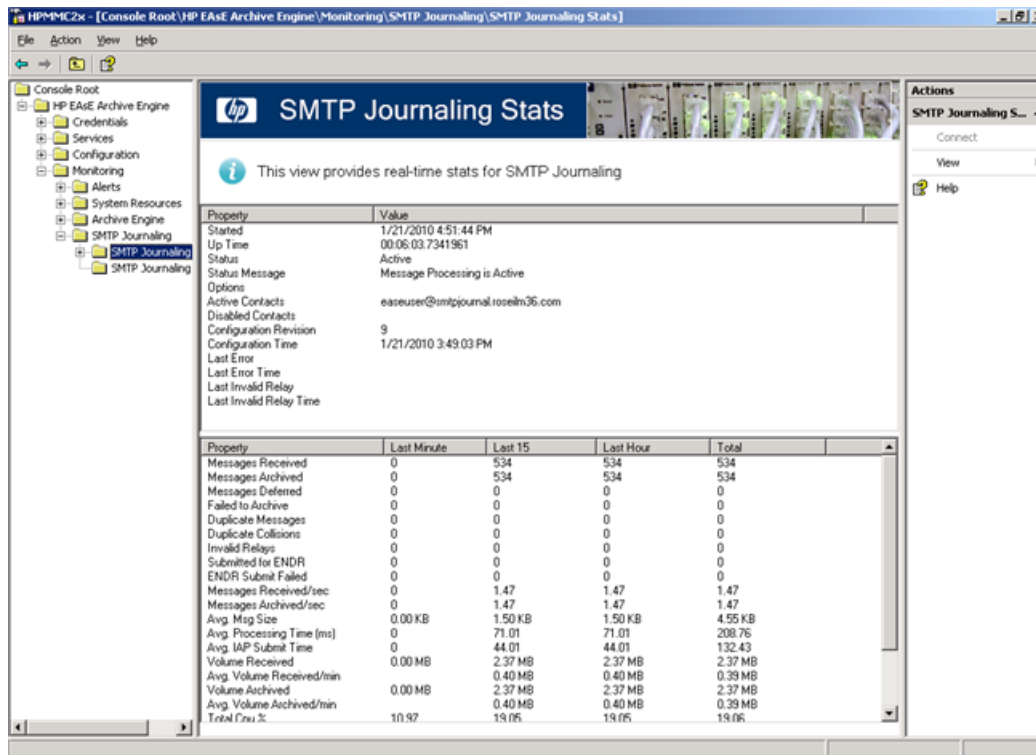 HPMMC2x - [Console Root\HP EAsE Archive Engine\Monitoring\SMTP Journaling\SMTP Journaling Stats]
File Action View Help
Console Root
HP EAsE Archive Engine
Credentials
Services
Configuration
Monitoring
Alerts
System Resources
Archive Engine
SMTP Journaling
SMTP Journaling
SMTP Journaling
hp SMTP Journaling Stats
i This view provides real-time stats for SMTP Journaling
Property Value
Started 1/21/2010 4:51:44 PM
Up Time 00:06:03.7341961
Status Active
Status Message Message Processing is Active
Options
Active Contacts easeuser@smtpjournal.roseilm36.com
Disabled Contacts
Configuration Revision 9
Configuration Time 1/21/2010 3:49:03 PM
Last Error
Last Error Time
Last Invalid Relay
Last Invalid Relay Time
Property Last Minute Last 15 Last Hour Total
Messages Received 0 534 534 534
Messages Archived 0 534 534 534
Messages Deferred 0 0 0 0
Failed to Archive 0 0 0 0
Duplicate Messages 0 0 0 0
Duplicate Collisions 0 0 0 0
Invalid Relays 0 0 0 0
Submitted for ENDR 0 0 0 0
ENDR Submit Failed 0 0 0 0
Messages Received/sec 0 1.47 1.47 1.47
Messages Archived/sec 0 1.47 1.47 1.47
Avg. Msg Size 0.00 KB 1.50 KB 1.50 KB 4.55 KB
Avg. Processing Time (ms) 0 71.01 71.01 208.76
Avg. IAP Submit Time 0 44.01 44.01 132.43
Volume Received 0.00 MB 2.37 MB 2.37 MB 2.37 MB
Avg. Volume Received/min 0.40 MB 0.40 MB 0.39 MB
Volume Archived 0.00 MB 2.37 MB 2.37 MB 2.37 MB
Avg. Volume Archived/min 0.40 MB 0.40 MB 0.39 MB
Total Cpu % 10.97 19.05 19.05 19.06
Actions
SMTP Journaling S...
Connect
View
Help